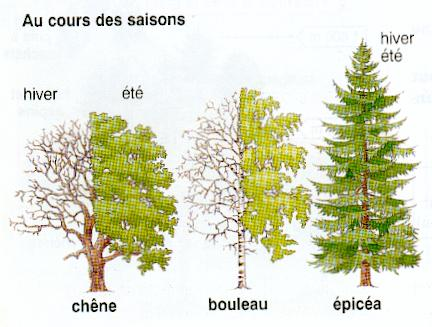 Au cours des saisons
hiver
été
hiver
été
chêne
bouleau
épicéa